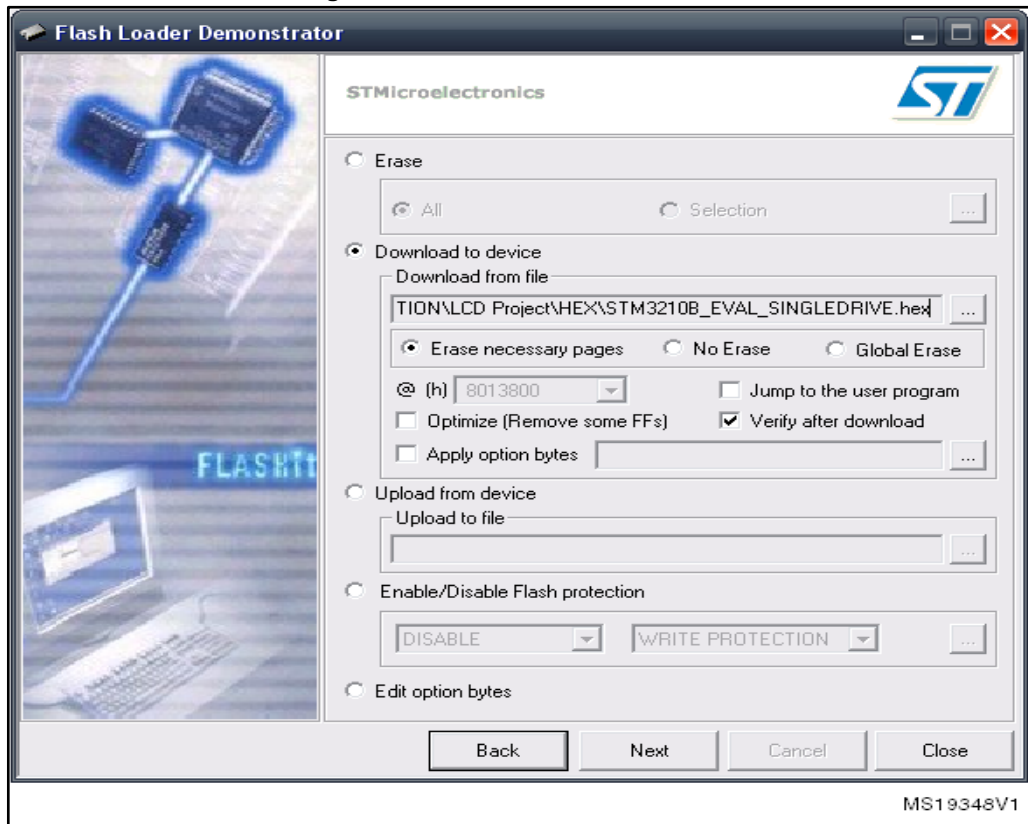 Flash Loader Demonstrator
STMicroelectronics
ST
Erase
All Selection ...
Download to device
Download from file
TION\LCD Project\HEX\STM3210B_EVAL_SINGLEDRIVE.hex ...
Erase necessary pages No Erase Global Erase
@ (h) 8013800 Jump to the user program
Optimize (Remove some FFs) Verify after download
Apply option bytes ...
Upload from device
Upload to file
...
Enable/Disable Flash protection
DISABLE WRITE PROTECTION ...
Edit option bytes
Back Next Cancel Close
MS19348V1